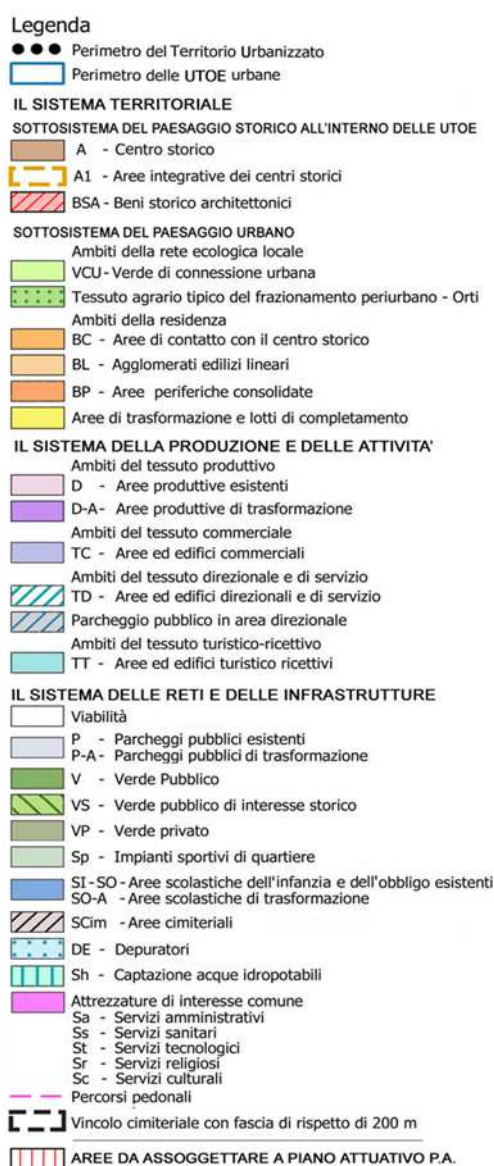 Legenda
Perimetro del Territorio Urbanizzato
Perimetro delle UTOE urbane
IL SISTEMA TERRITORIALE
SOTTOSISTEMA DEL PAESAGGIO STORICO ALL'INTERNO DELLE UTOE
A - Centro storico
A1 - Aree integrative dei centri storici
BSA - Beni storico architettonici
SOTTOSISTEMA DEL PAESAGGIO URBANO
Ambiti della rete ecologica locale
VCU - Verde di connessione urbana
Tessuto agrario tipico del frazionamento periurbano - Orti
Ambiti della residenza
BC - Aree di contatto con il centro storico
BL - Agglomerati edilizi lineari
BP - Aree periferiche consolidate
Aree di trasformazione e lotti di completamento
IL SISTEMA DELLA PRODUZIONE E DELLE ATTIVITA'
Ambiti del tessuto produttivo
D - Aree produttive esistenti
D-A - Aree produttive di trasformazione
Ambiti del tessuto commerciale
TC - Aree ed edifici commerciali
Ambiti del tessuto direzionale e di servizio
TD - Aree ed edifici direzionali e di servizio
Parcheggio pubblico in area direzionale
Ambiti del tessuto turistico-ricettivo
TT - Aree ed edifici turistico ricettivi
IL SISTEMA DELLE RETI E DELLE INFRASTRUTTURE
Viabilità
P - Parcheggi pubblici esistenti
P-A - Parcheggi pubblici di trasformazione
V - Verde Pubblico
VS - Verde pubblico di interesse storico
VP - Verde privato
Sp - Impianti sportivi di quartiere
SI-SO - Aree scolastiche dell'infanzia e dell'obbligo esistenti
SO-A - Aree scolastiche di trasformazione
SCim - Aree cimiteriali
DE - Depuratori
Sh - Captazione acque idropotabili
Attrezzature di interesse comune
Sa - Servizi amministrativi
Ss - Servizi sanitari
St - Servizi tecnologici
Sr - Servizi religiosi
Sc - Servizi culturali
Percorsi pedonali
Vincolo cimiteriale con fascia di rispetto di 200 m
AREE DA ASSOGGETTARE A PIANO ATTUATIVO P.A.